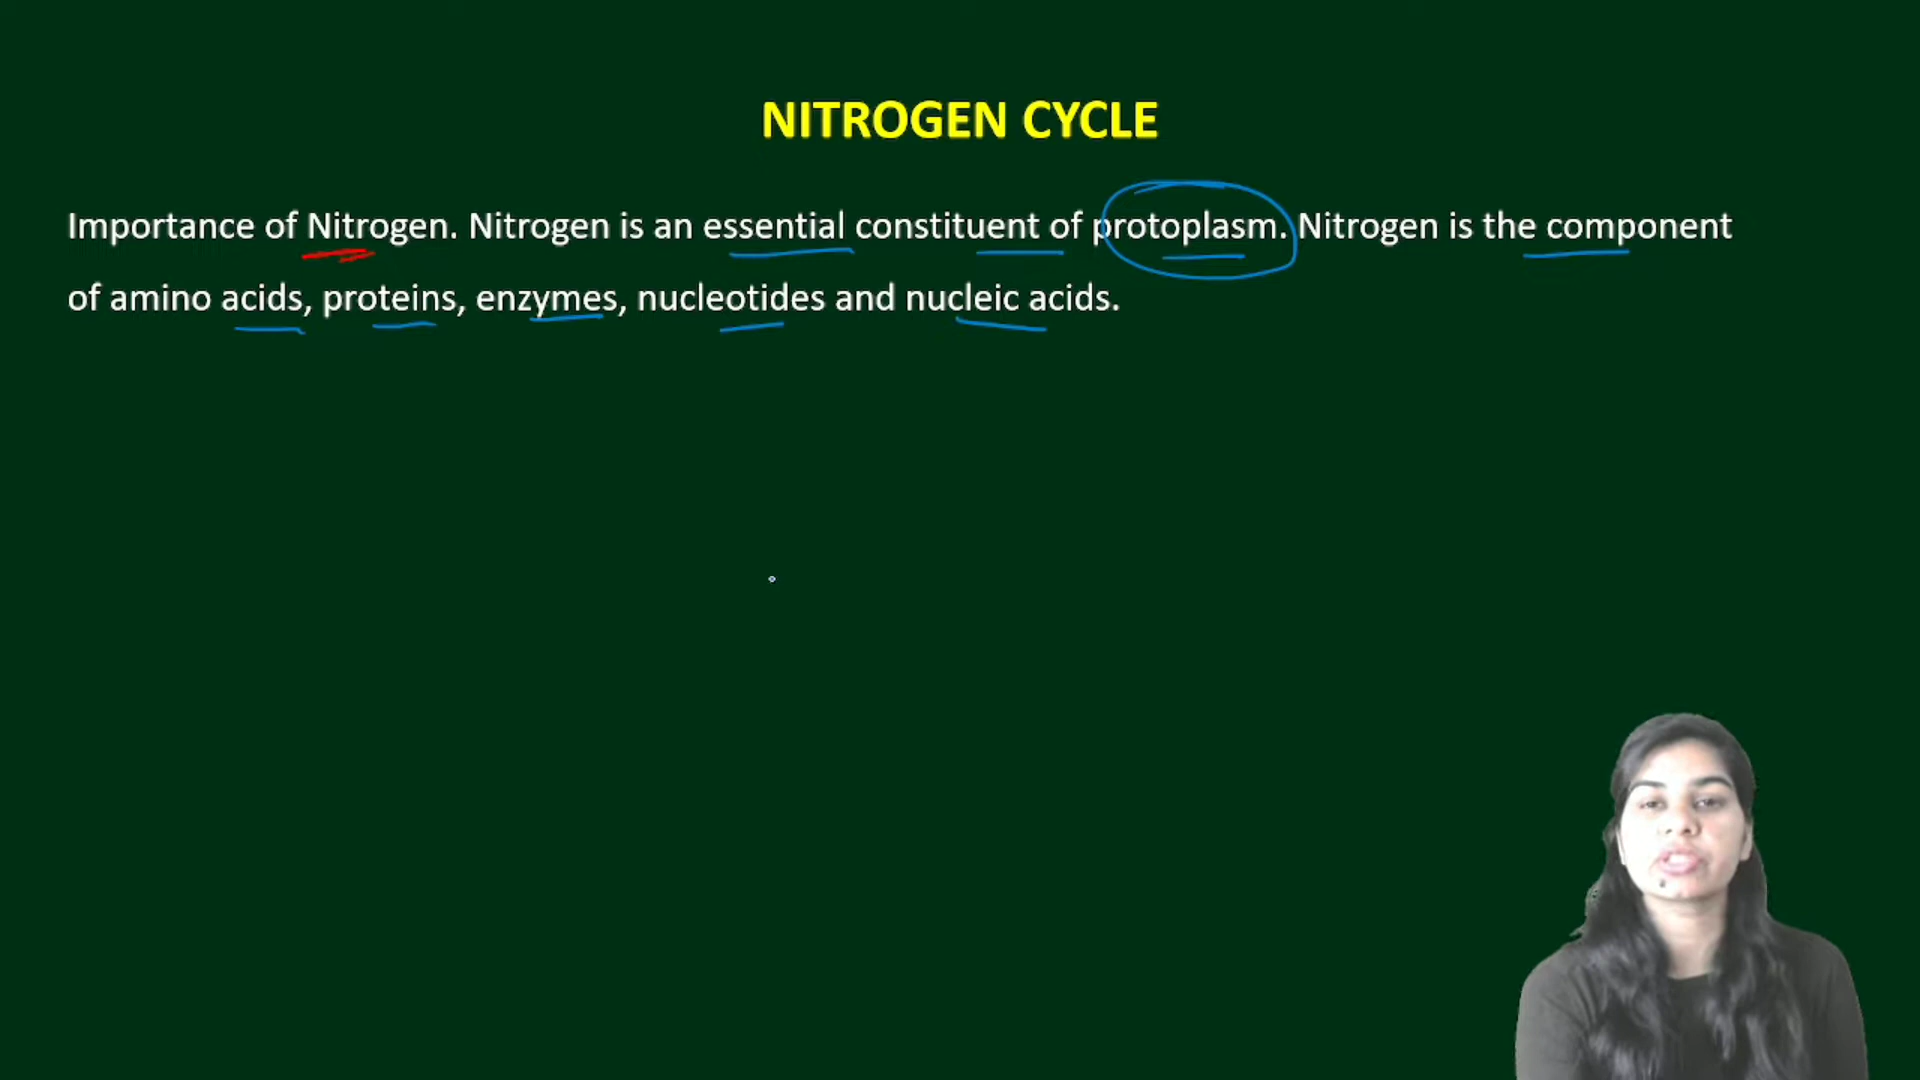 NITROGEN CYCLE
Importance of Nitrogen. Nitrogen is an essential constituent of protoplasm. Nitrogen is the component
of amino acids, proteins, enzymes, nucleotides and nucleic acids.